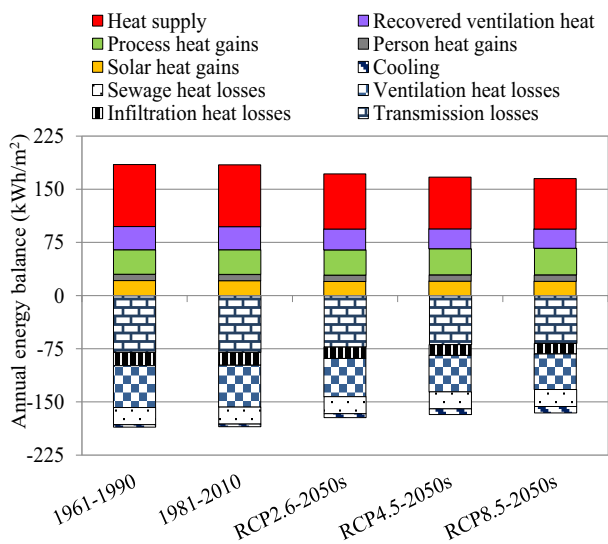 Heat supply
Recovered ventilation heat
Process heat gains
Person heat gains
Solar heat gains
Cooling
Sewage heat losses
Ventilation heat losses
Infiltration heat losses
Transmission losses
Annual energy balance (kWh/m²)
225
150
75
0
-75
-150
-225
1961-1990
1981-2010
RCP2.6-2050s
RCP4.5-2050s
RCP8.5-2050s